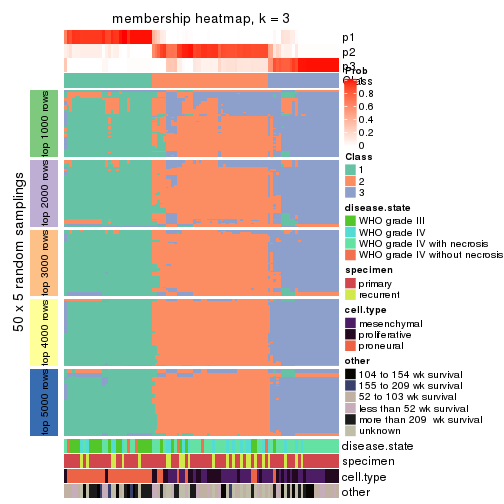 membership heatmap, k = 3
p1
p2
p3
Class
Prob
1
0.8
0.6
0.4
0.2
0
Class
1
2
3
disease.state
WHO grade III
WHO grade IV
WHO grade IV with necrosis
WHO grade IV without necrosis
specimen
primary
recurrent
cell.type
mesenchymal
proliferative
proneural
other
104 to 154 wk survival
155 to 209 wk survival
52 to 103 wk survival
less than 52 wk survival
more than 209 wk survival
unknown
50 x 5 random samplings
top 1000 rows
top 2000 rows
top 3000 rows
top 4000 rows
top 5000 rows
disease.state
specimen
cell.type
other